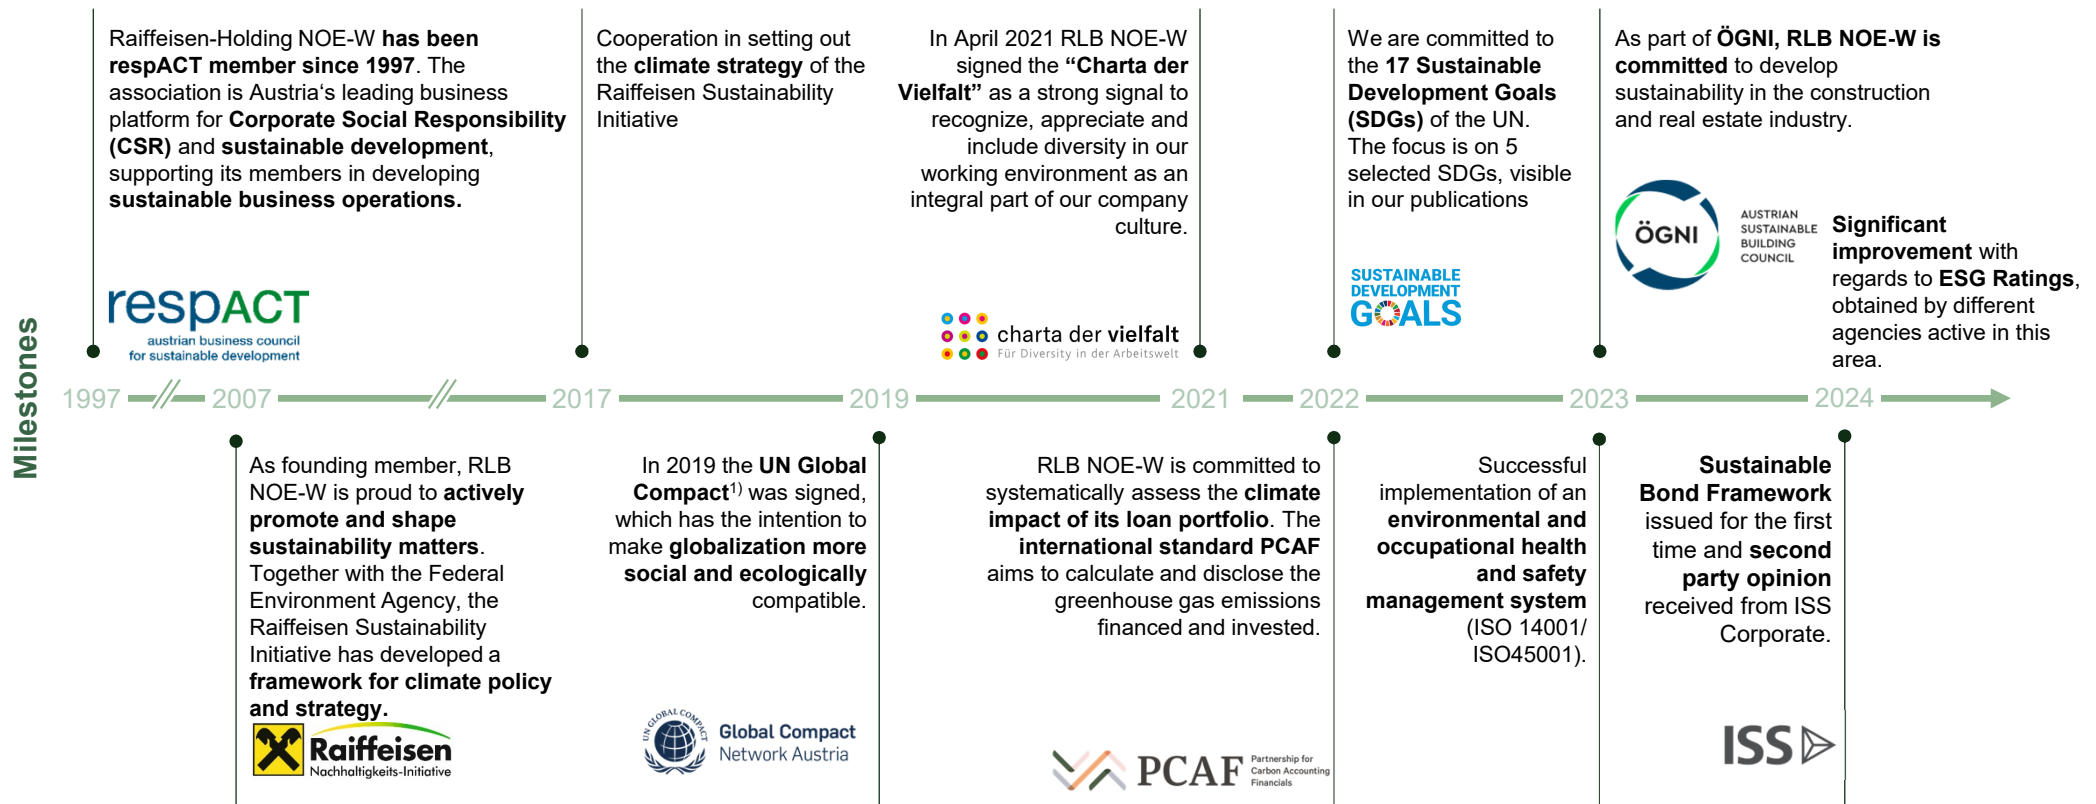 Milestones
Raiffeisen-Holding NOE-W has been
respACT member since 1997. The
association is Austria‘s leading business
platform for Corporate Social Responsibility
(CSR) and sustainable development,
supporting its members in developing
sustainable business operations.
respACT
austrian business council
for sustainable development
Cooperation in setting out
the climate strategy of the
Raiffeisen Sustainability
Initiative
In April 2021 RLB NOE-W
signed the “Charta der
Vielfalt” as a strong signal to
recognize, appreciate and
include diversity in our
working environment as an
integral part of our company
culture.
charta der vielfalt
Für Diversity in der Arbeitswelt
We are committed to
the 17 Sustainable
Development Goals
(SDGs) of the UN.
The focus is on 5
selected SDGs, visible
in our publications
SUSTAINABLE
DEVELOPMENT
GOALS
As part of ÖGNI, RLB NOE-W is
committed to develop
sustainability in the construction
and real estate industry.
ÖGNI
AUSTRIAN
SUSTAINABLE
BUILDING
COUNCIL
Significant
improvement with
regards to ESG Ratings,
obtained by different
agencies active in this
area.
1997
2007
2017
2019
2021
2022
2023
2024
As founding member, RLB
NOE-W is proud to actively
promote and shape
sustainability matters.
Together with the Federal
Environment Agency, the
Raiffeisen Sustainability
Initiative has developed a
framework for climate policy
and strategy.
Raiffeisen
Nachhaltigkeits-Initiative
In 2019 the UN Global
Compact1) was signed,
which has the intention to
make globalization more
social and ecologically
compatible.
UN GLOBAL COMPACT
Global Compact
Network Austria
RLB NOE-W is committed to
systematically assess the climate
impact of its loan portfolio. The
international standard PCAF
aims to calculate and disclose the
greenhouse gas emissions
financed and invested.
PCAF
Partnership for
Carbon Accounting
Financials
Successful
implementation of an
environmental and
occupational health
and safety
management system
(ISO 14001/
ISO45001).
Sustainable
Bond Framework
issued for the first
time and second
party opinion
received from ISS
Corporate.
ISS